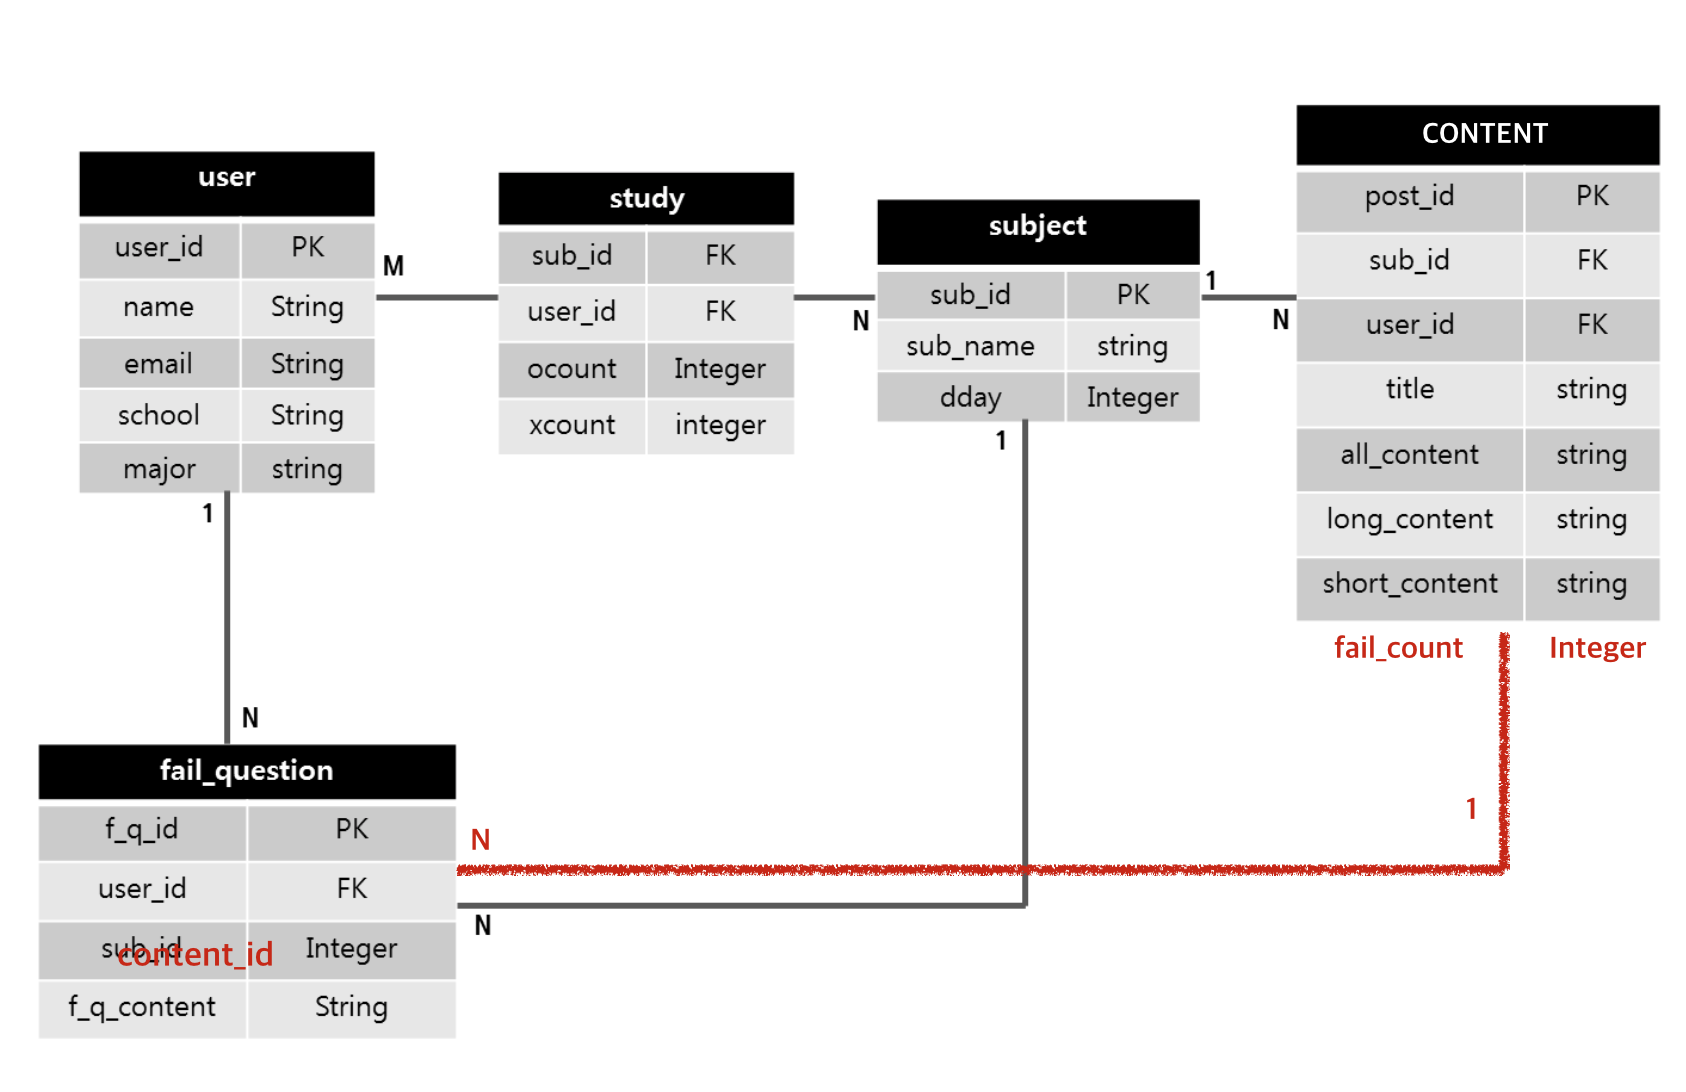 user
user_id PK
name String
email String
school String
major string
1
M
study
sub_id FK
user_id FK
ocount Integer
xcount integer
N
subject
sub_id PK
sub_name string
dday Integer
1
1
N
CONTENT
post_id PK
sub_id FK
user_id FK
title string
all_content string
long_content string
short_content string
fail_count Integer
1
N
fail_question
f_q_id PK
user_id FK
sub_id Integer
content_id
f_q_content String
N
N